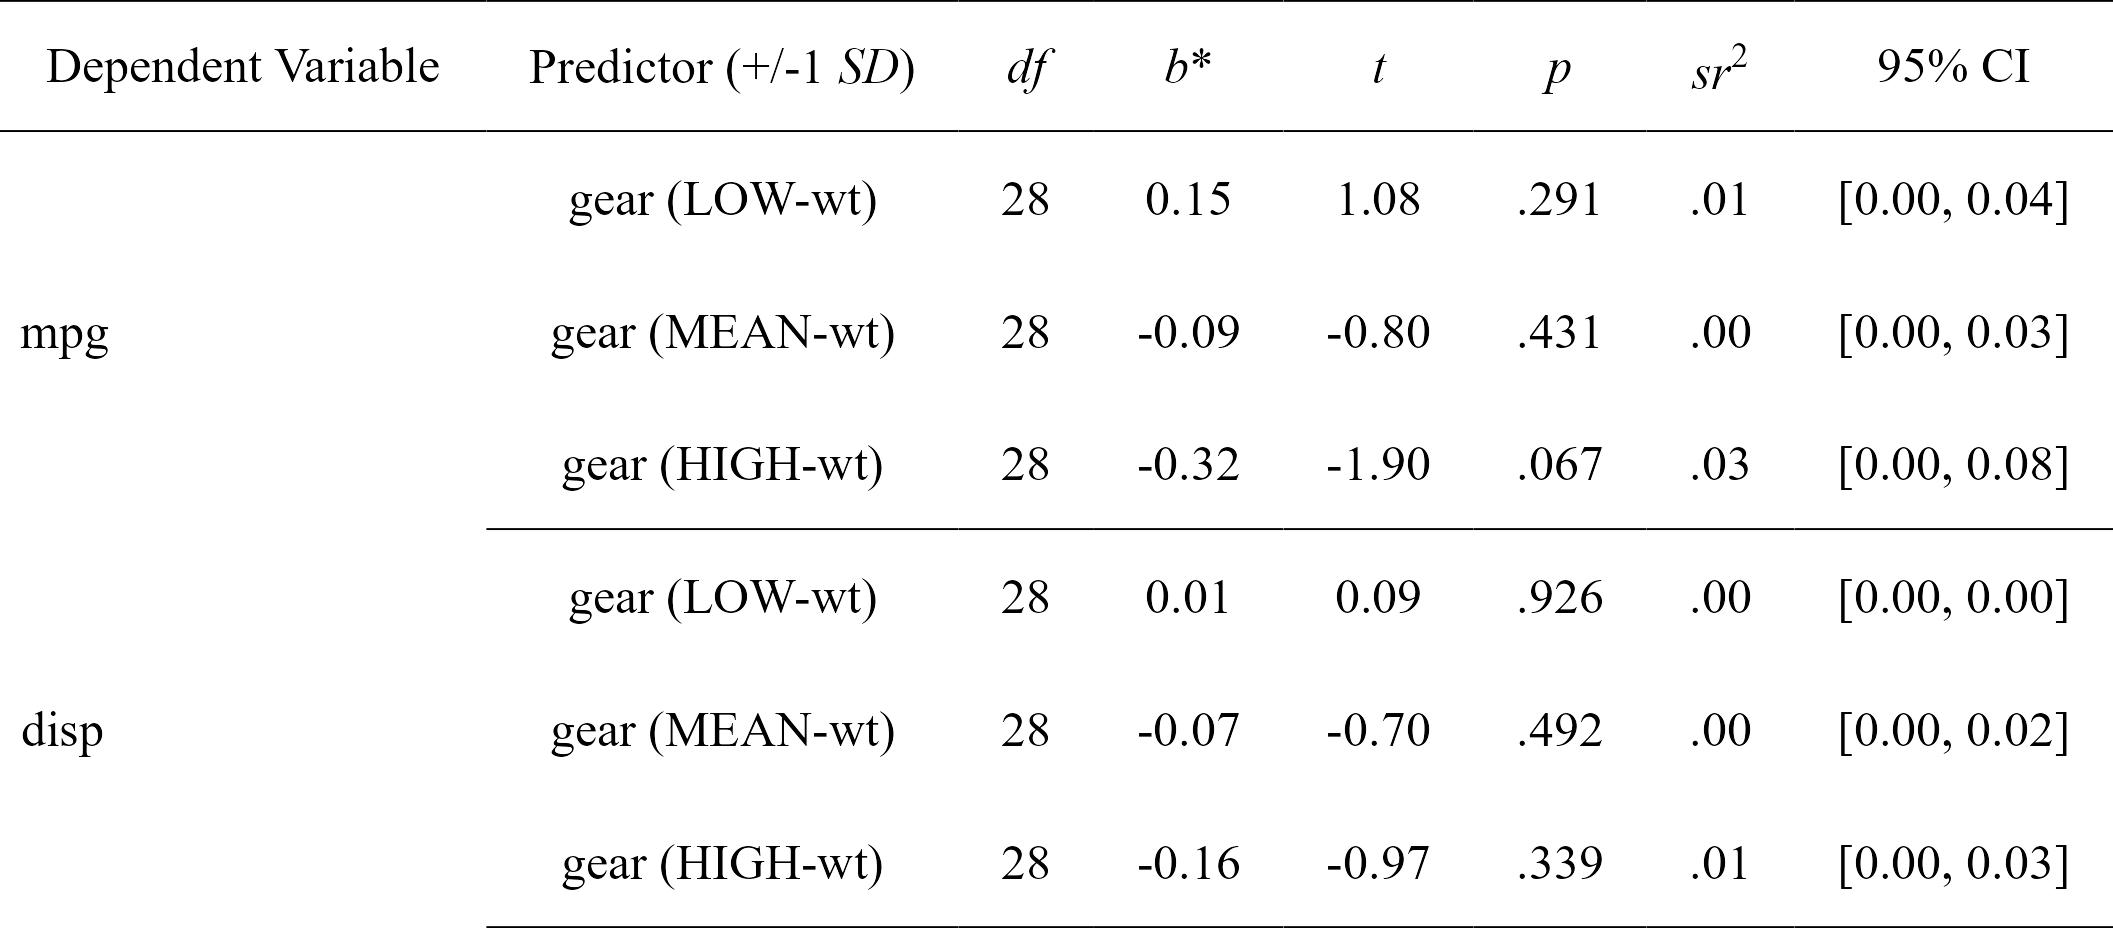 Dependent Variable Predictor (+/-1 SD) df b* t p sr² 95% CI
gear (LOW-wt) 28 0.15 1.08 .291 .01 [0.00, 0.04]
mpg gear (MEAN-wt) 28 -0.09 -0.80 .431 .00 [0.00, 0.03]
gear (HIGH-wt) 28 -0.32 -1.90 .067 .03 [0.00, 0.08]
gear (LOW-wt) 28 0.01 0.09 .926 .00 [0.00, 0.00]
disp gear (MEAN-wt) 28 -0.07 -0.70 .492 .00 [0.00, 0.02]
gear (HIGH-wt) 28 -0.16 -0.97 .339 .01 [0.00, 0.03]